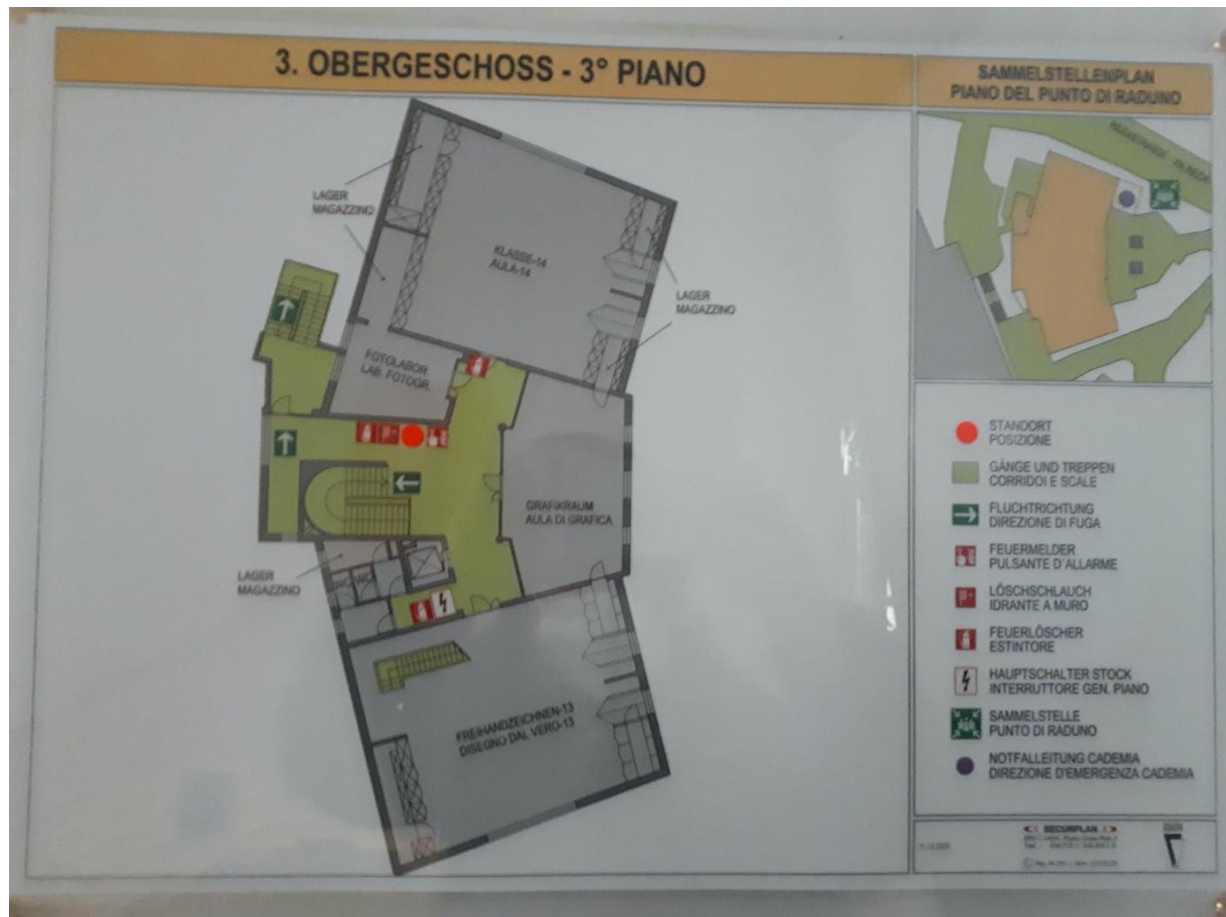 3. OBERGESCHOSS - 3° PIANO
SAMMELSTELLENPLAN
PIANO DEL PUNTO DI RADUNO
LAGER
MAGAZZINO
KLASSE-14
AULA-14
LAGER
MAGAZZINO
FOTOLABOR
LAB. FOTOGR.
GRAFIKRAUM
AULA DI GRAFICA
LAGER
MAGAZZINO
WC WC
FREIHANDZEICHNEN-13
DISEGNO DAL VERO-13
STANDORT
POSIZIONE
GÄNGE UND TREPPEN
CORRIDOI E SCALE
FLUCHTRICHTUNG
DIREZIONE DI FUGA
FEUERMELDER
PULSANTE D'ALLARME
LÖSCHSCHLAUCH
IDRANTE A MURO
FEUERLÖSCHER
ESTINTORE
HAUPTSCHALTER STOCK
INTERRUTTORE GEN. PIANO
SAMMELSTELLE
PUNTO DI RADUNO
NOTFALLEITUNG CADEMIA
DIREZIONE D'EMERGENZA CADEMIA
SECURPLAN